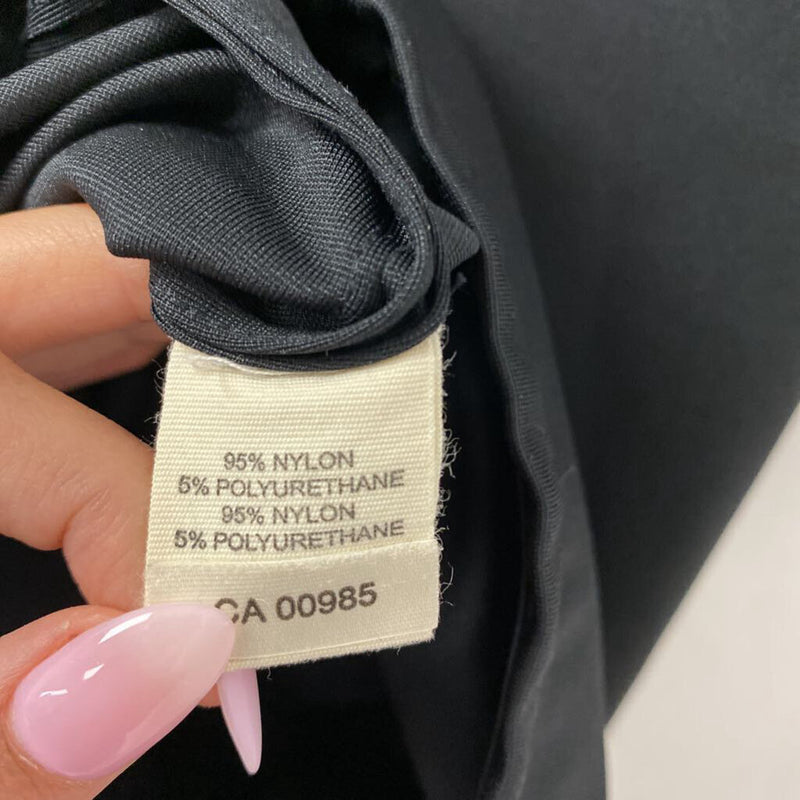 95% NYLON
5% POLYURETHANE
95% NYLON
5% POLYURETHANE
CA 00985